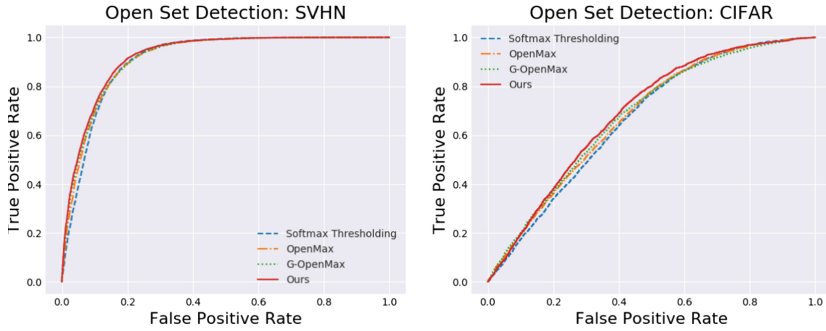 Open Set Detection: SVHN
True Positive Rate
1.0
0.8
0.6
0.4
0.2
0.0
Softmax Thresholding
OpenMax
G-OpenMax
Ours
0.0 0.2 0.4 0.6 0.8 1.0
False Positive Rate
Open Set Detection: CIFAR
True Positive Rate
1.0
0.8
0.6
0.4
0.2
0.0
Softmax Thresholding
OpenMax
G-OpenMax
Ours
0.0 0.2 0.4 0.6 0.8 1.0
False Positive Rate